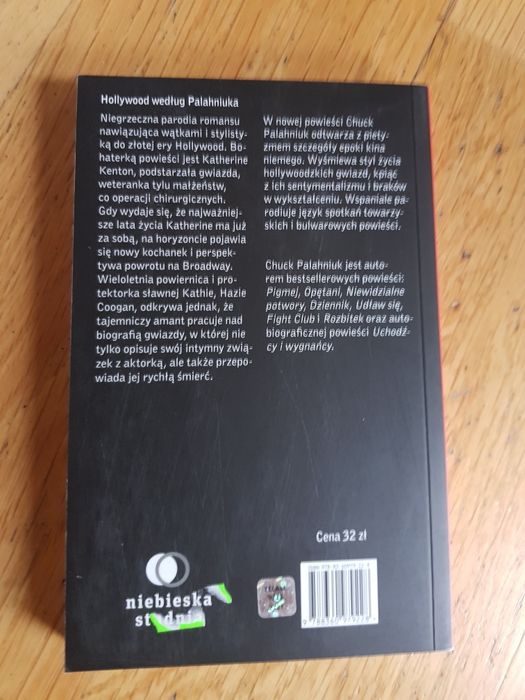 Hollywood według Palahniuka
Niegrzeczna parodia romansu
nawiązująca wątkami i stylisty-
ką do złotej ery Hollywood. Bo-
haterką powieści jest Katherine
Kenton, podstarzała gwiazda,
weteranka tylu małżeństw,
co operacji chirurgicznych.
Gdy wydaje się, że najważniej-
sze lata życia Katherine ma już
za sobą, na horyzoncie pojawia
się nowy kochanek i perspek-
tywa powrotu na Broadway.
Wieloletnia powiernica i pro-
tektorka sławnej Kathie, Hazie
Coogan, odkrywa jednak, że
tajemniczy amant pracuje nad
biografią gwiazdy, w której nie
tylko opisuje swój intymny zwią-
zek z aktorką, ale także przepo-
wiada jej rychłą śmierć.
W nowej powieści Chuck
Palahniuk odtwarza z piety-
zmem szczegóły epoki kina
niemego. Wyśmiewa styl życia
hollywoodzkich gwiazd, kpiąc
z ich sentymentalizmu i braków
w wykształceniu. Wspaniale pa-
rodiuje język spotkań towarzy-
skich i bulwarowych powieści.
Chuck Palahniuk jest auto-
rem bestsellerowych powieści:
Pigmej, Opętani, Niewidzialne
potwory, Dziennik, Udław się,
Fight Club i Rozbitek oraz auto-
biograficznej powieści Uchodź-
cy i wygnańcy.
Cena 32 zł
niebieska
studnia